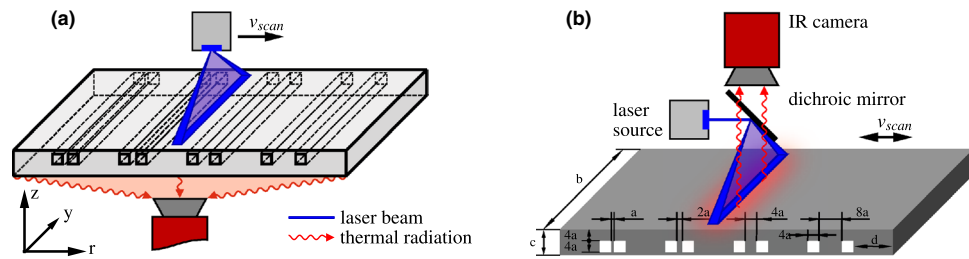 (a)
v_scan
z
y
r
laser beam
thermal radiation
(b)
IR camera
laser
source
dichroic mirror
v_scan
b
a
2a
4a
8a
c
4a
4a
4a
d